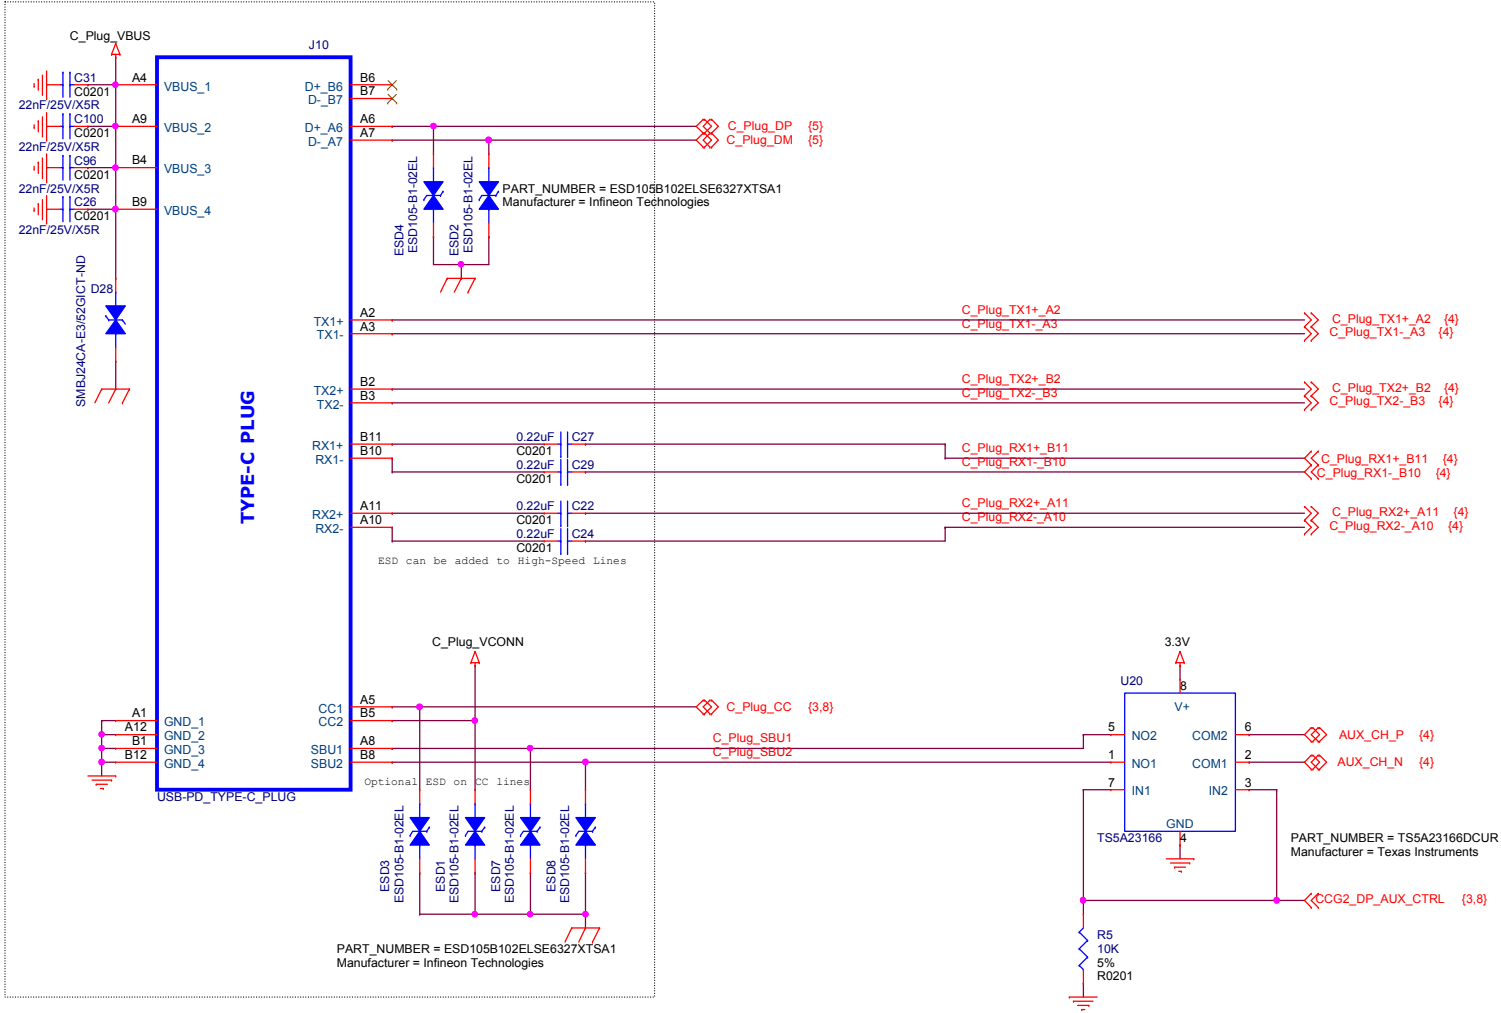 C_Plug_VBUS
J10
C31
C0201
22nF/25V/X5R
C100
C0201
22nF/25V/X5R
C96
C0201
22nF/25V/X5R
C26
C0201
22nF/25V/X5R
A4
A9
B4
B9
VBUS_1
VBUS_2
VBUS_3
VBUS_4
D28
SMBJ24CA-E3/52GICT-ND
TYPE-C PLUG
D+_B6 B6
D-_B7 B7
D+_A6 A6
D-_A7 A7
C_Plug_DP {5}
C_Plug_DM {5}
ESD4
ESD105-B1-02EL
ESD2
ESD105-B1-02EL
PART_NUMBER = ESD105B102ELSE6327XTSA1
Manufacturer = Infineon Technologies
TX1+ A2
TX1- A3
C_Plug_TX1+_A2
C_Plug_TX1-_A3
C_Plug_TX1+_A2 {4}
C_Plug_TX1-_A3 {4}
TX2+ B2
TX2- B3
C_Plug_TX2+_B2
C_Plug_TX2-_B3
C_Plug_TX2+_B2 {4}
C_Plug_TX2-_B3 {4}
RX1+ B11
RX1- B10
0.22uF C27
C0201
0.22uF C29
C0201
C_Plug_RX1+_B11
C_Plug_RX1-_B10
C_Plug_RX1+_B11 {4}
C_Plug_RX1-_B10 {4}
RX2+ A11
RX2- A10
0.22uF C22
C0201
0.22uF C24
C0201
C_Plug_RX2+_A11
C_Plug_RX2-_A10
C_Plug_RX2+_A11 {4}
C_Plug_RX2-_A10 {4}
ESD can be added to High-Speed Lines
C_Plug_VCONN
A1 GND_1
A12 GND_2
B1 GND_3
B12 GND_4
CC1 A5
CC2 B5
SBU1 A8
SBU2 B8
C_Plug_CC {3,8}
C_Plug_SBU1
C_Plug_SBU2
USB-PD_TYPE-C_PLUG
Optional ESD on CC lines
ESD3
ESD105-B1-02EL
ESD1
ESD105-B1-02EL
ESD7
ESD105-B1-02EL
ESD8
ESD105-B1-02EL
PART_NUMBER = ESD105B102ELSE6327XTSA1
Manufacturer = Infineon Technologies
3.3V
U20
8
V+
5 NO2 COM2 6
1 NO1 COM1 2
7 IN1 IN2 3
GND
4
TS5A23166
AUX_CH_P {4}
AUX_CH_N {4}
PART_NUMBER = TS5A23166DCUR
Manufacturer = Texas Instruments
CCG2_DP_AUX_CTRL {3,8}
R5
10K
5%
R0201